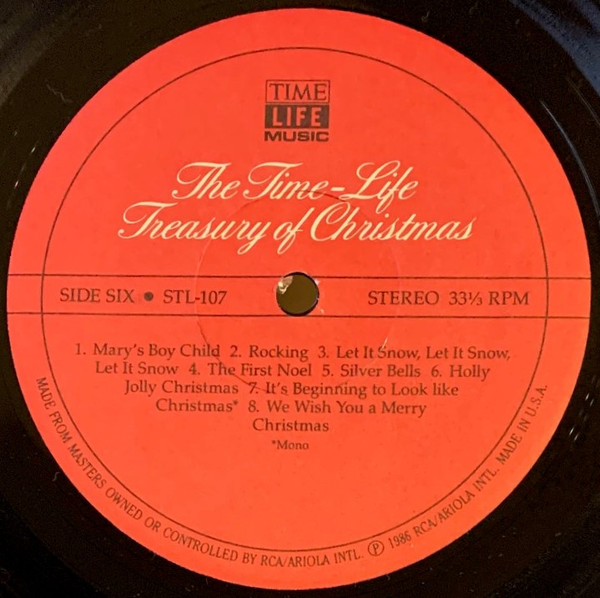 TIME
LIFE
MUSIC
The Time-Life
Treasury of Christmas
SIDE SIX • STL-107 STEREO 33⅓ RPM
1. Mary's Boy Child 2. Rocking 3. Let It Snow, Let It Snow,
Let It Snow 4. The First Noel 5. Silver Bells 6. Holly
Jolly Christmas 7. It's Beginning to Look like
Christmas* 8. We Wish You a Merry
Christmas
*Mono
MADE FROM MASTERS OWNED OR CONTROLLED BY RCA/ARIOLA INTL. ℗ 1986 RCA/ARIOLA INTL. MADE IN U.S.A.